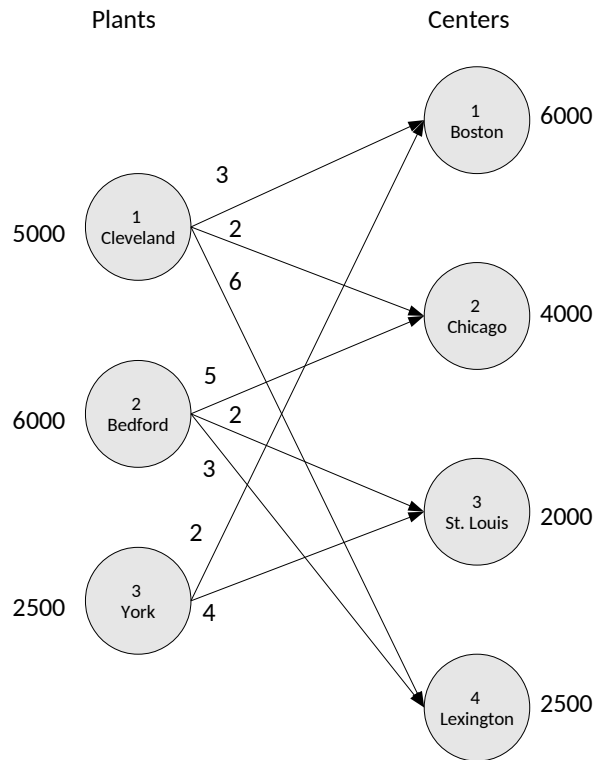 Plants Centers
1
Boston
6000
3
1
Cleveland
5000
2
6
2
Chicago
4000
5
2
Bedford
6000
2
3
3
St. Louis
2000
2
3
York
2500
4
4
Lexington
2500